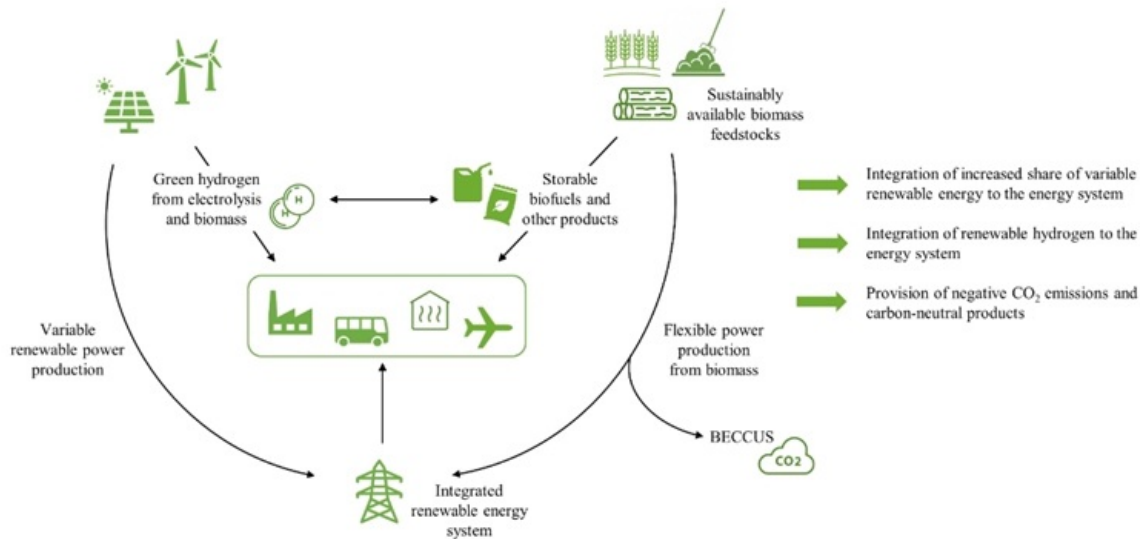 Sustainably
available biomass
feedstocks
Green hydrogen
from electrolysis
and biomass
H
H
Storable
biofuels and
other products
Integration of increased share of variable
renewable energy to the energy system
Integration of renewable hydrogen to the
energy system
Provision of negative CO₂ emissions and
carbon-neutral products
Variable
renewable power
production
Flexible power
production
from biomass
BECCUS
CO2
Integrated
renewable energy
system